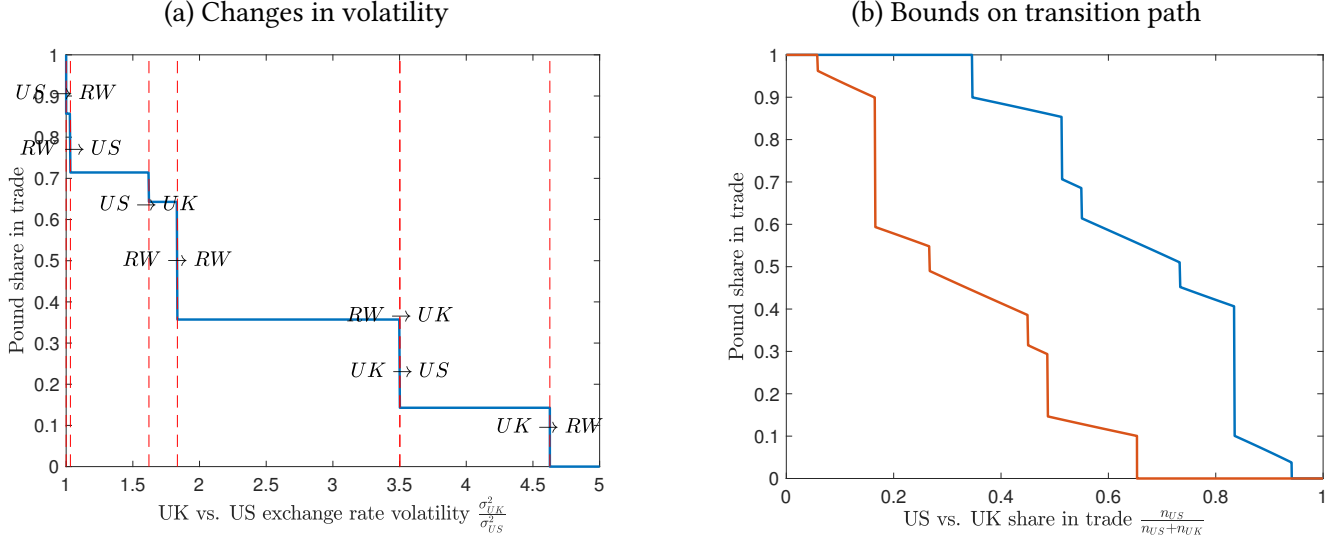 (a) Changes in volatility
1
0.9
0.8
0.7
0.6
0.5
0.4
0.3
0.2
0.1
0
Pound share in trade
US → RW
RW → US
US → UK
RW → RW
RW → UK
UK → US
UK → RW
1 1.5 2 2.5 3 3.5 4 4.5 5
UK vs. US exchange rate volatility σ²_UK / σ²_US
(b) Bounds on transition path
1
0.9
0.8
0.7
0.6
0.5
0.4
0.3
0.2
0.1
0
Pound share in trade
0 0.2 0.4 0.6 0.8 1
US vs. UK share in trade n_US / n_US+n_UK